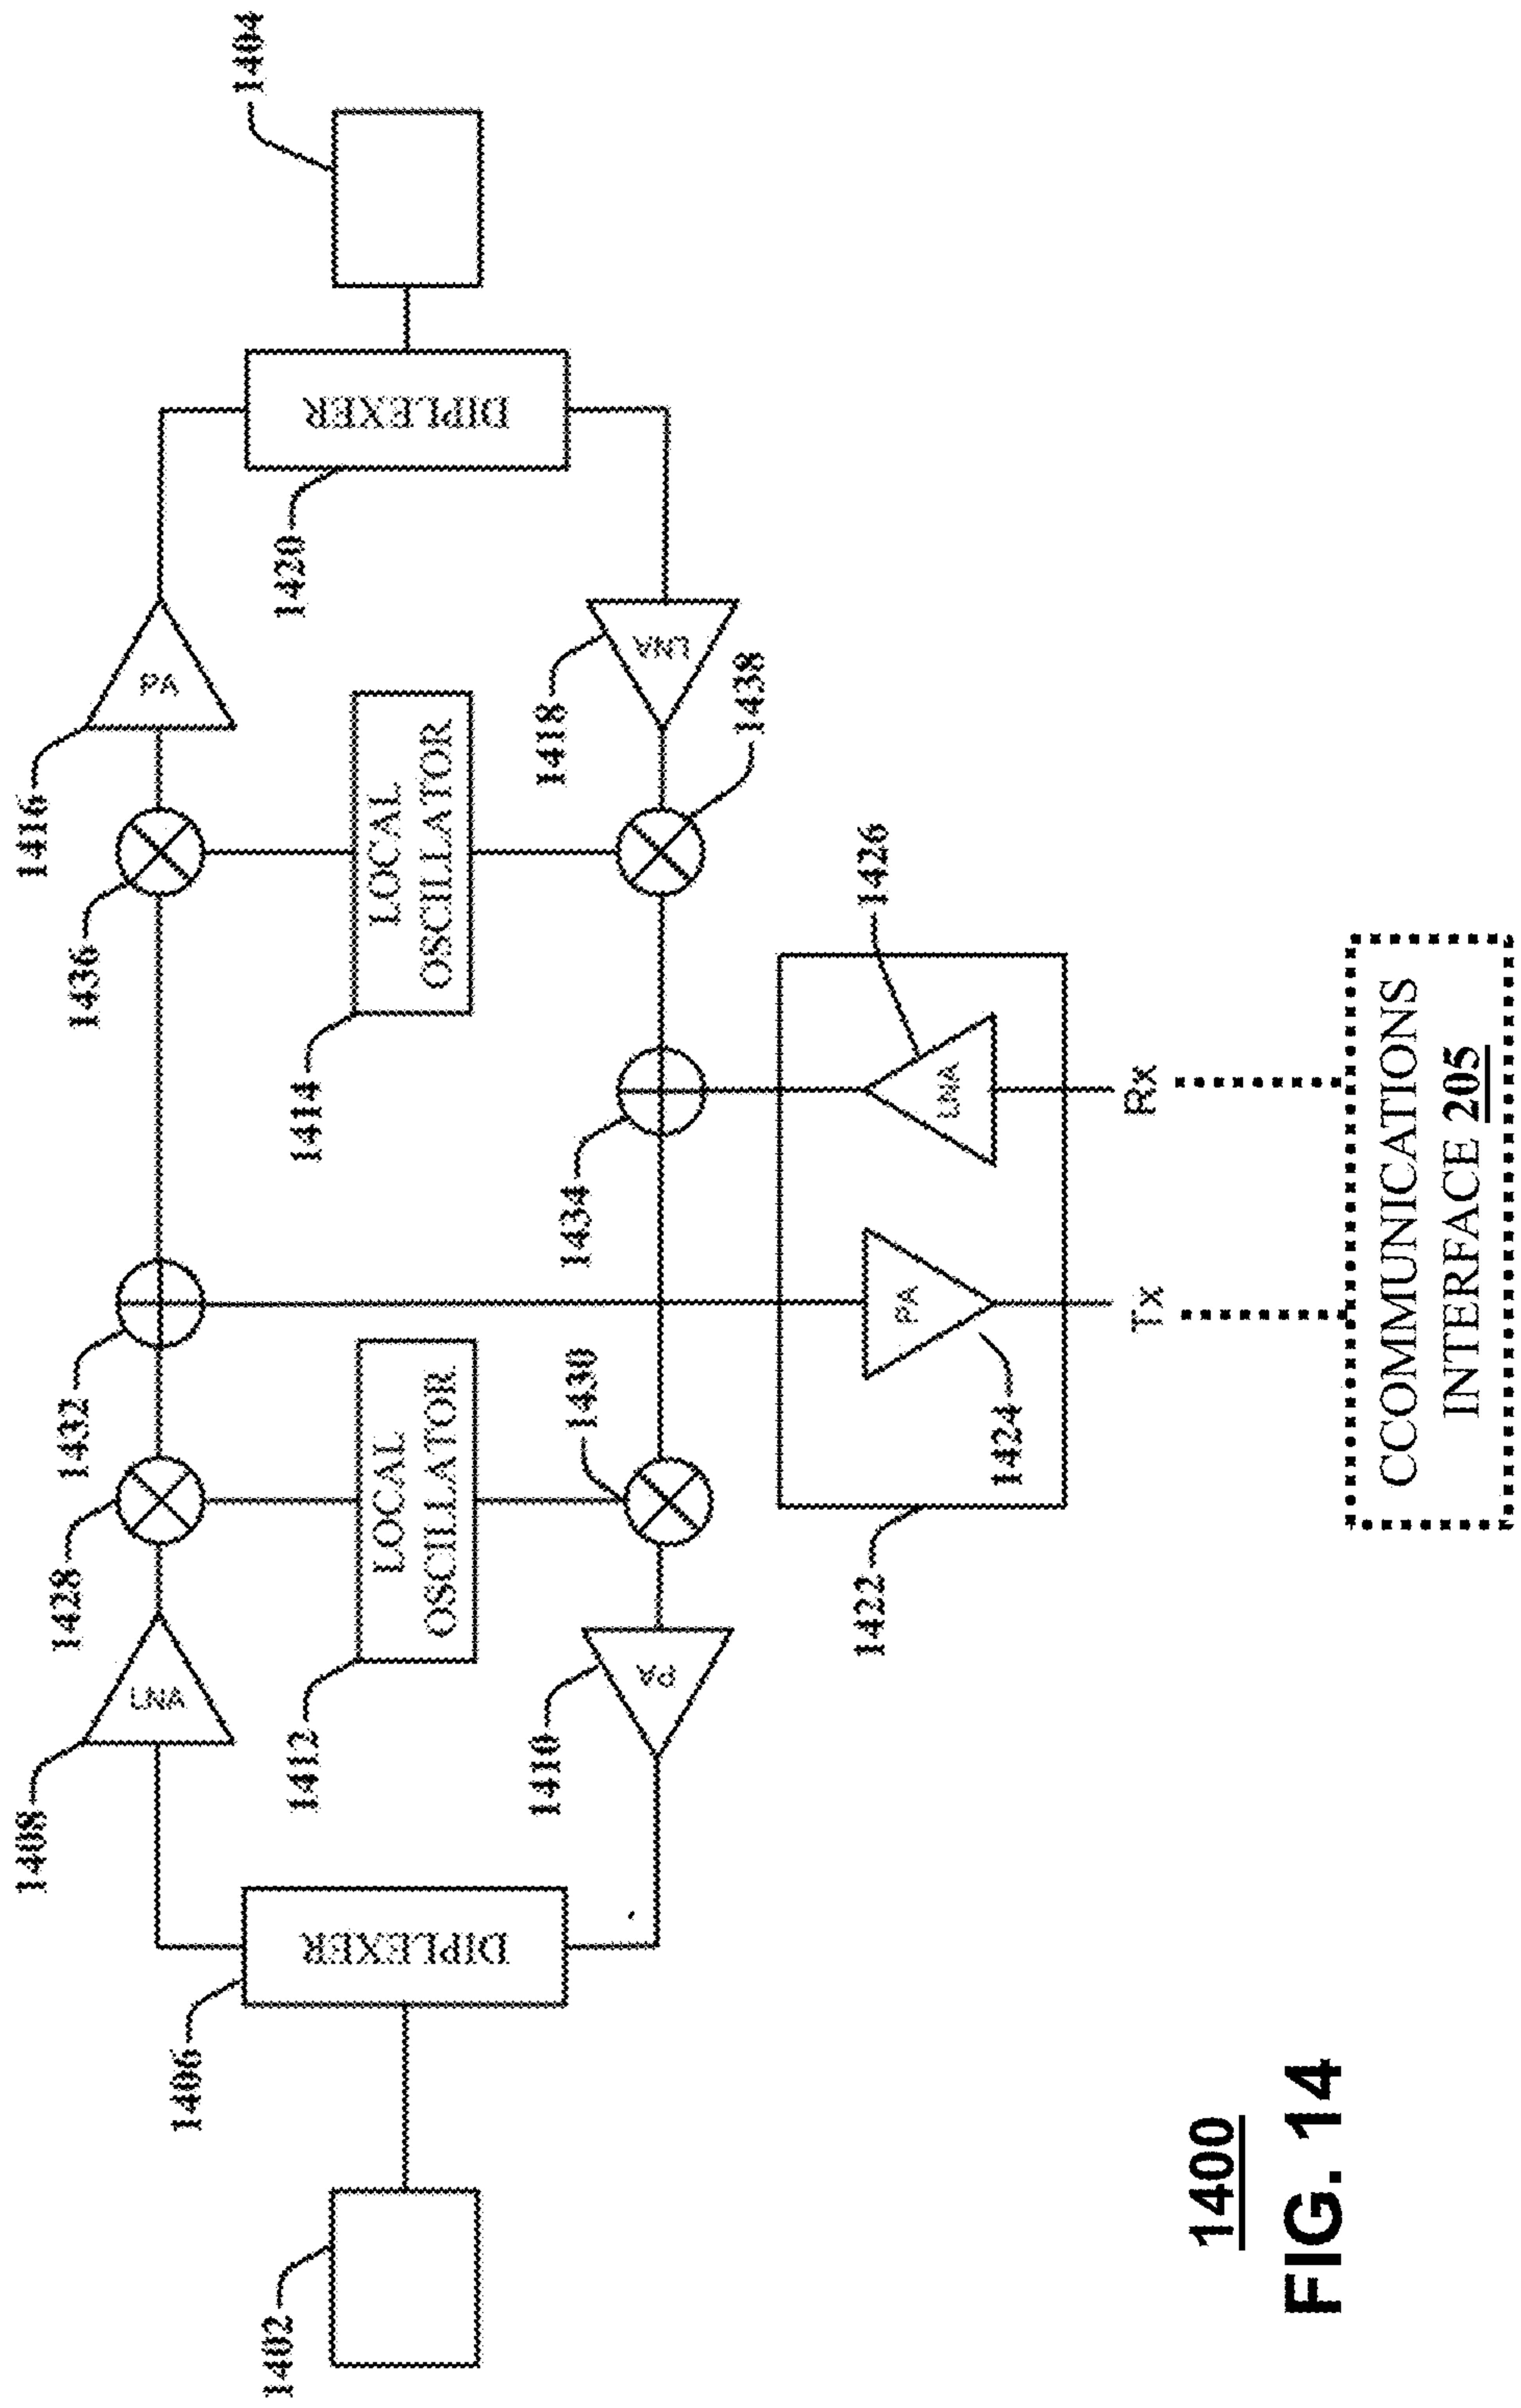 1408
LNA
1428
1432
1436
1416
PA
1404
1402
1406
DIPLEXER
1412
LOCAL
OSCILLATOR
1414
LOCAL
OSCILLATOR
1420
DIPLEXER
1410
PA
1430
1434
1418
LNA
1438
1422
1424
PA
LNA
1426
Tx
Rx
CCOMMUNICATIONS
INTERFACE 205
1400
FIG. 14